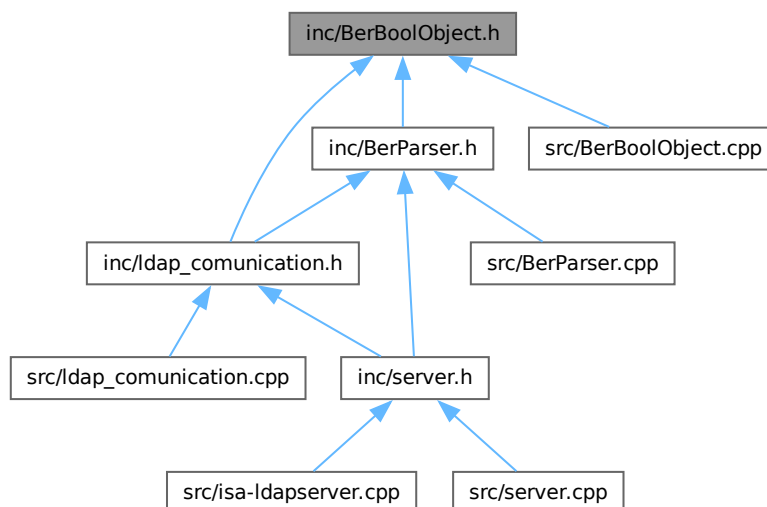 inc/BerBoolObject.h
inc/BerParser.h
src/BerBoolObject.cpp
inc/ldap_comunication.h
src/BerParser.cpp
src/ldap_comunication.cpp
inc/server.h
src/isa-ldapserver.cpp
src/server.cpp